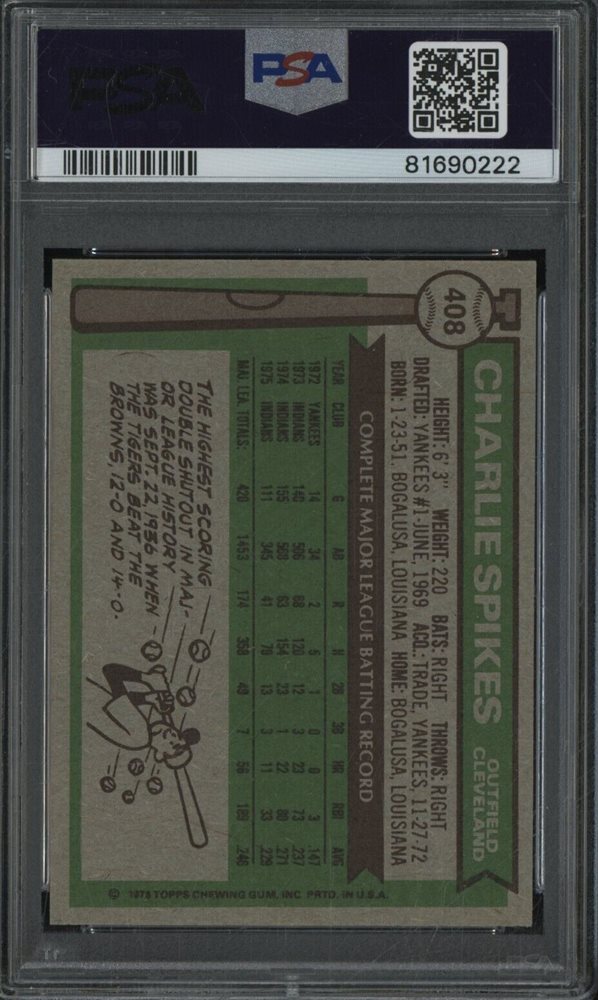 PSA
PSA
81690222
408
CHARLIE SPIKES
OUTFIELD
CLEVELAND
HEIGHT: 6' 3" WEIGHT: 220 BATS: RIGHT THROWS: RIGHT
DRAFTED: YANKEES #1-JUNE, 1969 ACQ.: TRADE, YANKEES, 11-27-72
BORN: 1-23-51, BOGALUSA, LOUISIANA HOME: BOGALUSA, LOUISIANA
COMPLETE MAJOR LEAGUE BATTING RECORD
YEAR CLUB G AB R H 2B 3B HR RBI AVG
1972 YANKEES 14 34 2 5 1 0 0 3 .147
1973 INDIANS 140 506 68 120 12 3 23 73 .237
1974 INDIANS 155 568 63 154 23 1 22 80 .271
1975 INDIANS 111 345 41 79 13 3 11 33 .229
MAJ. LEA. TOTALS: 420 1453 174 358 49 7 56 189 .246
THE HIGHEST SCORING
DOUBLE SHUTOUT IN MAJ-
OR LEAGUE HISTORY
WAS SEPT. 22, 1936 WHEN
THE TIGERS BEAT THE
BROWNS, 12-0 AND 14-0.
© 1976 TOPPS CHEWING GUM, INC. PRTD. IN U.S.A.